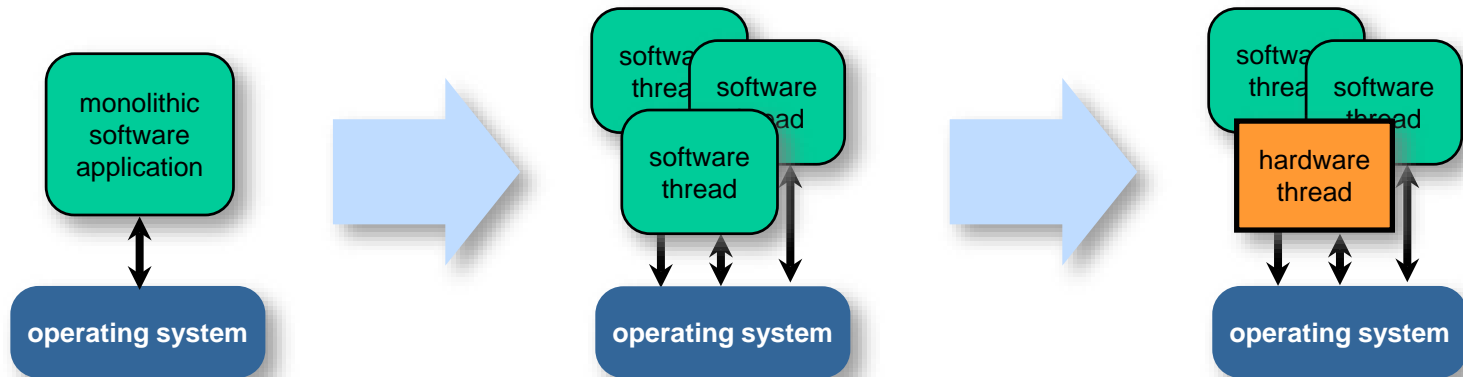 monolithic
software
application
operating system
software
thread
software
thread
operating system
software
thread
hardware
thread
operating system